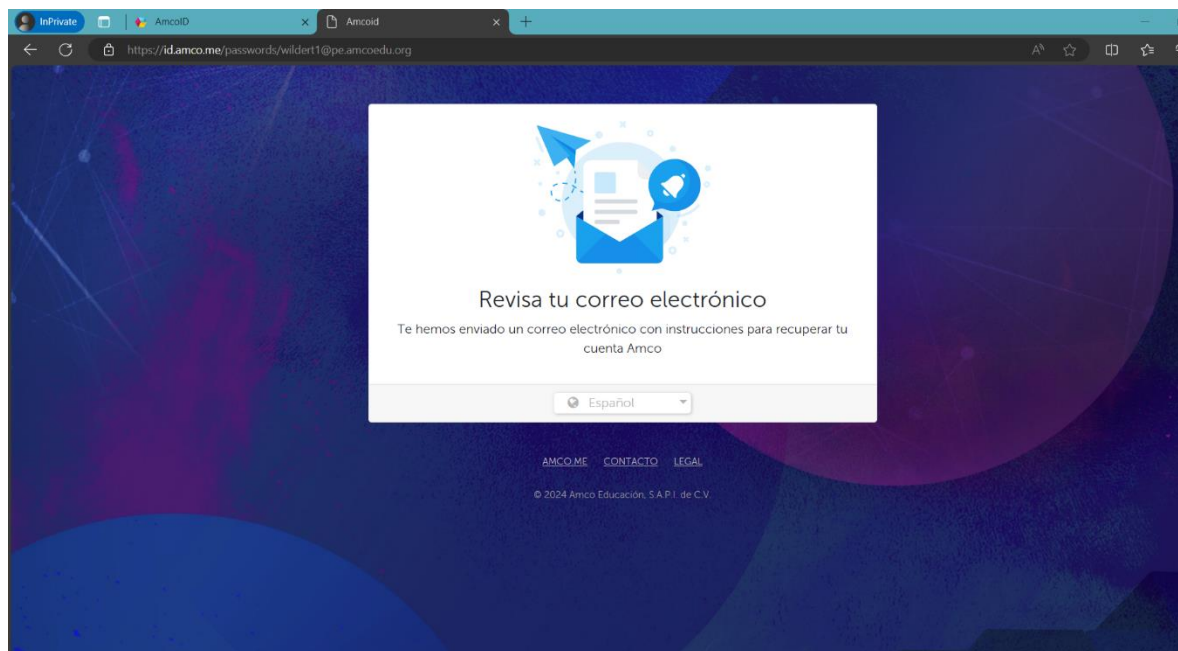 InPrivate
AmcoID
Amcoid
https://id.amco.me/passwords/wildert1@pe.amcoedu.org
Revisa tu correo electrónico
Te hemos enviado un correo electrónico con instrucciones para recuperar tu
cuenta Amco
Español
AMCO.ME CONTACTO LEGAL
© 2024 Amco Educación, S.A.P.I. de C.V.